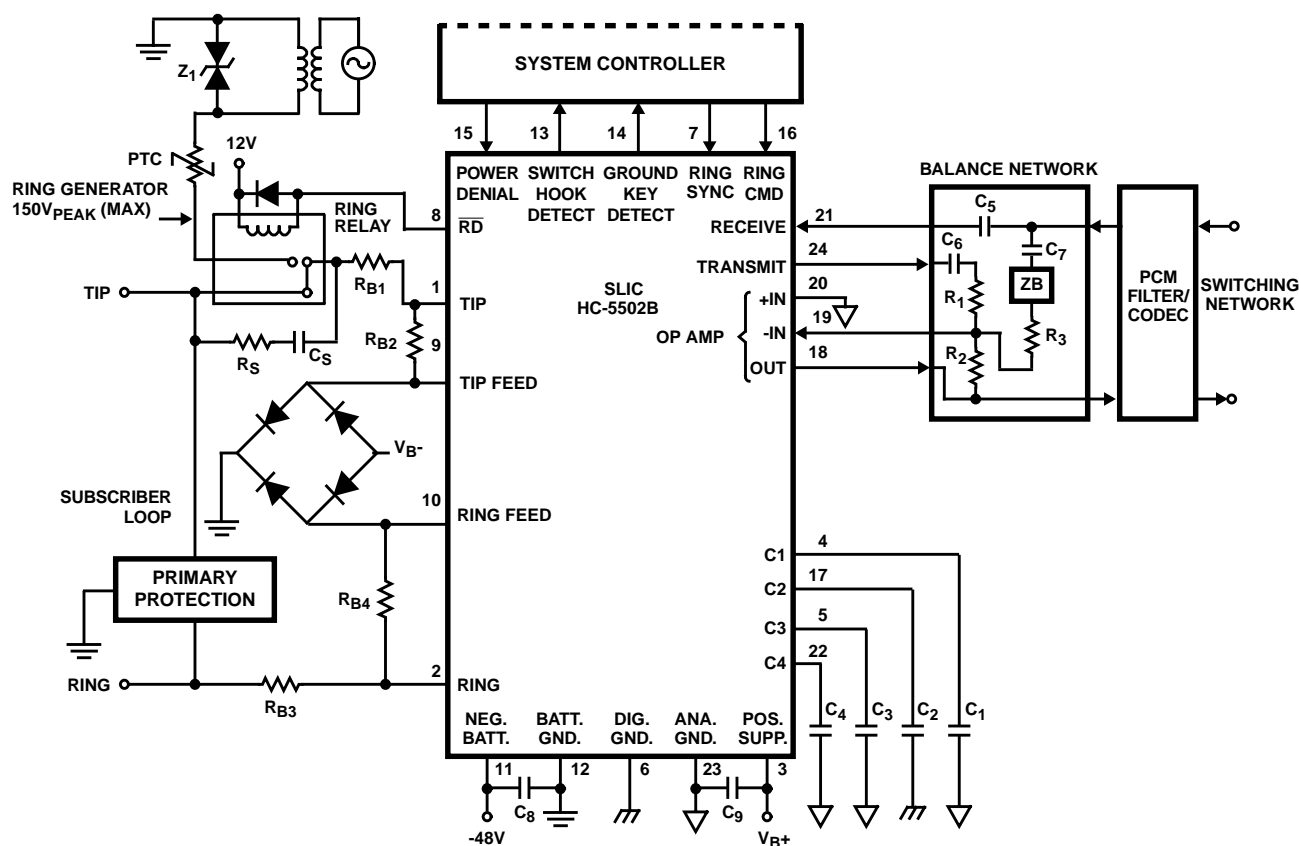 SYSTEM CONTROLLER
Z1
15
13
14
7
16
PTC
12V
RING GENERATOR
150VPEAK (MAX)
RING
RELAY
8
POWER
DENIAL
SWITCH
HOOK
DETECT
GROUND
KEY
DETECT
RING
SYNC
RING
CMD
RD
RECEIVE
21
TRANSMIT
24
BALANCE NETWORK
C5
C6
C7
ZB
R1
R3
R2
PCM
FILTER/
CODEC
SWITCHING
NETWORK
RB1
TIP
1
TIP
SLIC
HC-5502B
+IN
20
OP AMP
-IN
19
OUT
18
RS
CS
RB2
9
TIP FEED
VB-
SUBSCRIBER
LOOP
10
RING FEED
PRIMARY
PROTECTION
RB4
C1
4
C2
17
C3
5
C4
22
RING
RB3
2
RING
C4
C3
C2
C1
NEG.
BATT.
BATT.
GND.
DIG.
GND.
ANA.
GND.
POS.
SUPP.
11
12
6
23
3
C8
C9
-48V
VB+